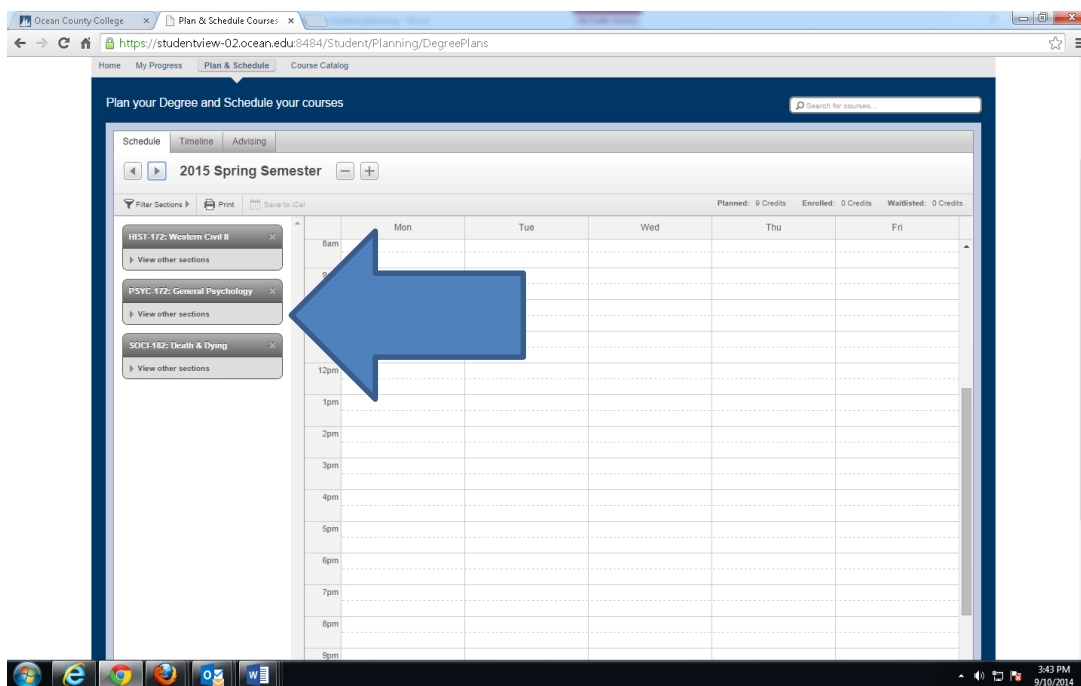 Ocean County College x Plan & Schedule Courses - x
https://studentview-02.ocean.edu:8484/Student/Planning/DegreePlans
Home My Progress Plan & Schedule Course Catalog
Plan your Degree and Schedule your courses
Search for courses...
Schedule Timeline Advising
2015 Spring Semester
Filter Sections Print Save to iCal
Planned: 9 Credits Enrolled: 0 Credits Waitlisted: 0 Credits
Mon Tue Wed Thu Fri
HIST-172: Western Civil II x
View other sections
PSYC-172: General Psychology x
View other sections
SOCI-182: Death & Dying x
View other sections
8am
12pm
1pm
2pm
3pm
4pm
5pm
6pm
7pm
8pm
9pm
3:43 PM
9/10/2014